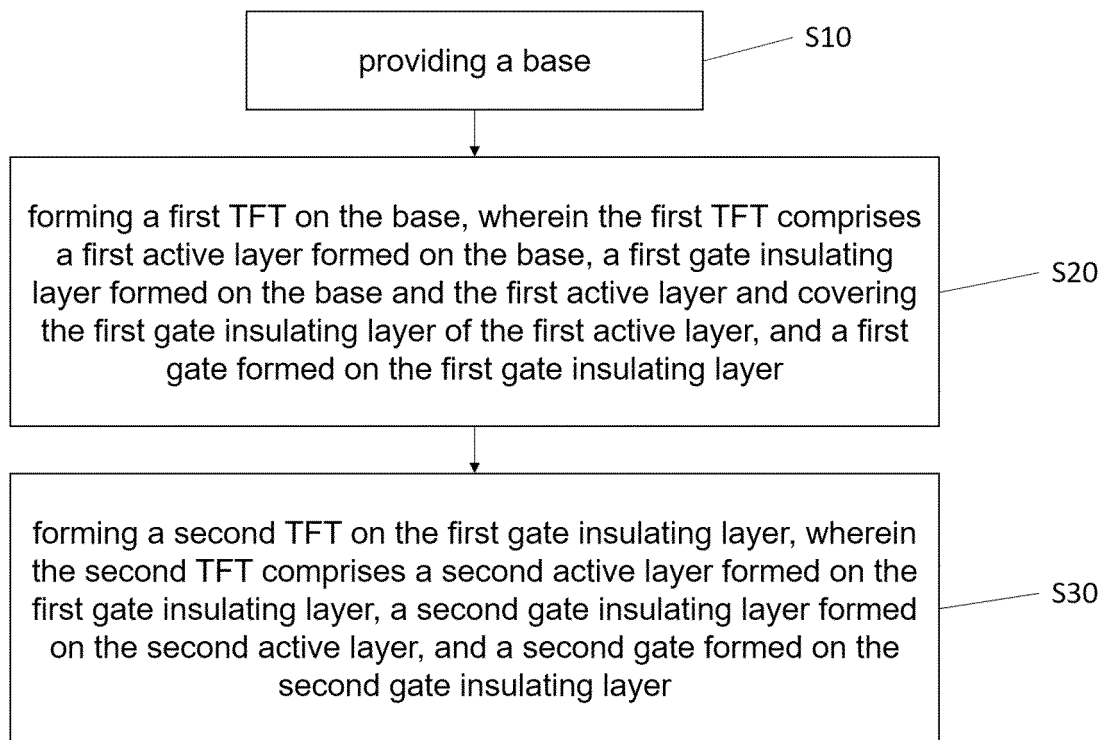 providing a base
S10
forming a first TFT on the base, wherein the first TFT comprises
a first active layer formed on the base, a first gate insulating
layer formed on the base and the first active layer and covering
the first gate insulating layer of the first active layer, and a first
gate formed on the first gate insulating layer
S20
forming a second TFT on the first gate insulating layer, wherein
the second TFT comprises a second active layer formed on the
first gate insulating layer, a second gate insulating layer formed
on the second active layer, and a second gate formed on the
second gate insulating layer
S30